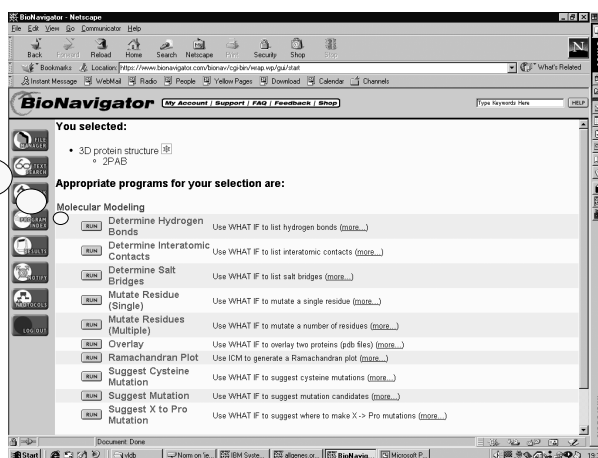 BioNavigator - Netscape
File Edit View Go Communicator Help
Back Forward Reload Home Search Netscape Print Security Shop Stop
Bookmarks Location: https://www.bionavigator.com/bionav/cgi-bin/wrap.wp/gui/start What's Related
Instant Message WebMail Radio People Yellow Pages Download Calendar Channels
BioNavigator My Account | Support | FAQ | Feedback | Shop Type Keywords Here HELP
FILE MANAGER
TEXT SEARCH
PROGRAM INDEX
RESULTS
NOTIFY
PROTOCOLS
LOG OUT
You selected:
3D protein structure
2PAB
Appropriate programs for your selection are:
Molecular Modeling
RUN Determine Hydrogen Bonds Use WHAT IF to list hydrogen bonds (more...)
RUN Determine Interatomic Contacts Use WHAT IF to list interatomic contacts (more...)
RUN Determine Salt Bridges Use WHAT IF to list salt bridges (more...)
RUN Mutate Residue (Single) Use WHAT IF to mutate a single residue (more...)
RUN Mutate Residues (Multiple) Use WHAT IF to mutate a number of residues (more...)
RUN Overlay Use WHAT IF to overlay two proteins (pdb files) (more...)
RUN Ramachandran Plot Use ICM to generate a Ramachandran plot (more...)
RUN Suggest Cysteine Mutation Use WHAT IF to suggest cysteine mutations (more...)
RUN Suggest Mutation Use WHAT IF to suggest mutation candidates (more...)
RUN Suggest X to Pro Mutation Use WHAT IF to suggest where to make X -> Pro mutations (more...)
Document: Done
Start vldb Norm on 'le... IBM Syste... allgenes.or... BioNavig... Microsoft P...